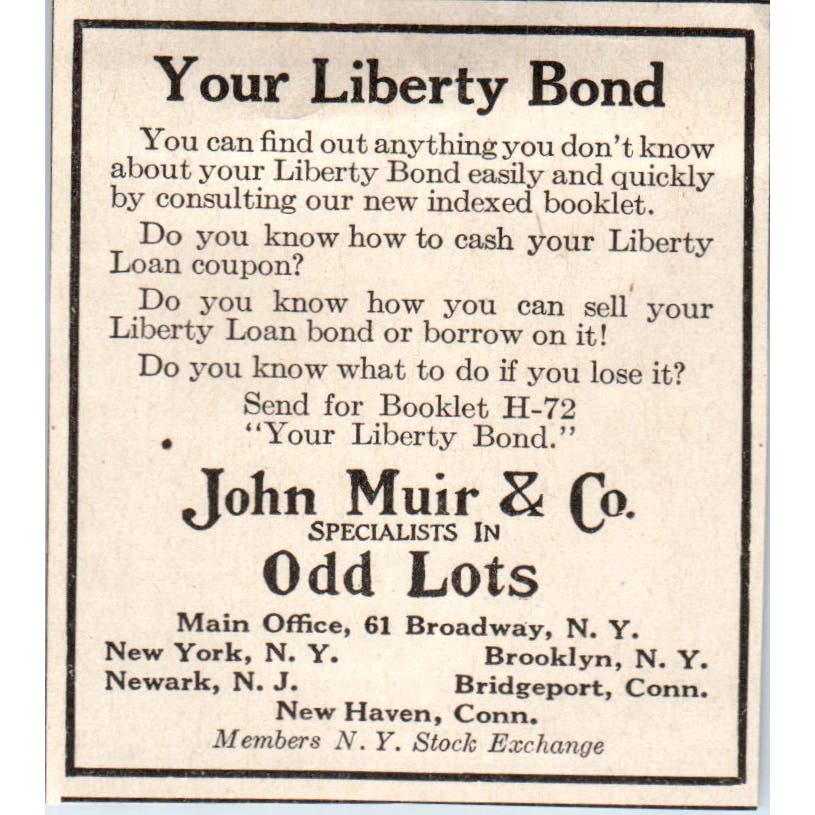 Your Liberty Bond
You can find out anything you don't know
about your Liberty Bond easily and quickly
by consulting our new indexed booklet.
Do you know how to cash your Liberty
Loan coupon?
Do you know how you can sell your
Liberty Loan bond or borrow on it!
Do you know what to do if you lose it?
Send for Booklet H-72
"Your Liberty Bond."
John Muir & Co.
SPECIALISTS IN
Odd Lots
Main Office, 61 Broadway, N. Y.
New York, N. Y. Brooklyn, N. Y.
Newark, N. J. Bridgeport, Conn.
New Haven, Conn.
Members N. Y. Stock Exchange